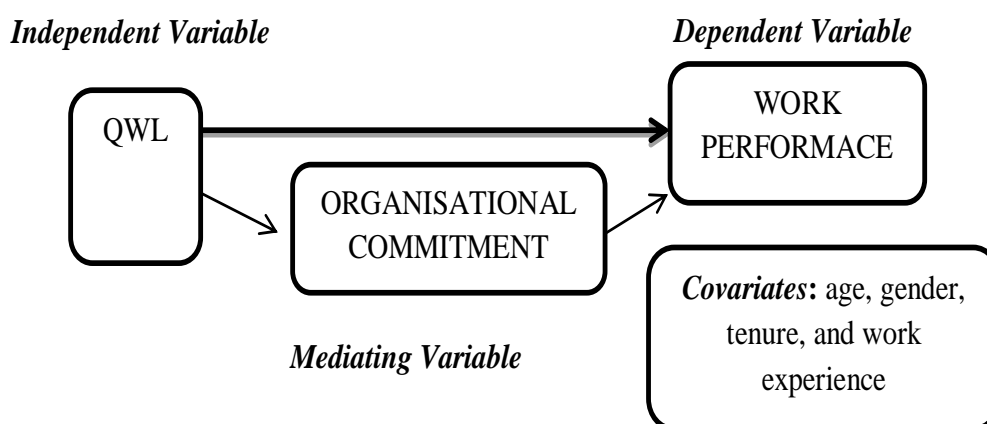 Independent Variable
Dependent Variable
QWL
WORK
PERFORMACE
ORGANISATIONAL
COMMITMENT
Mediating Variable
Covariates: age, gender,
tenure, and work
experience